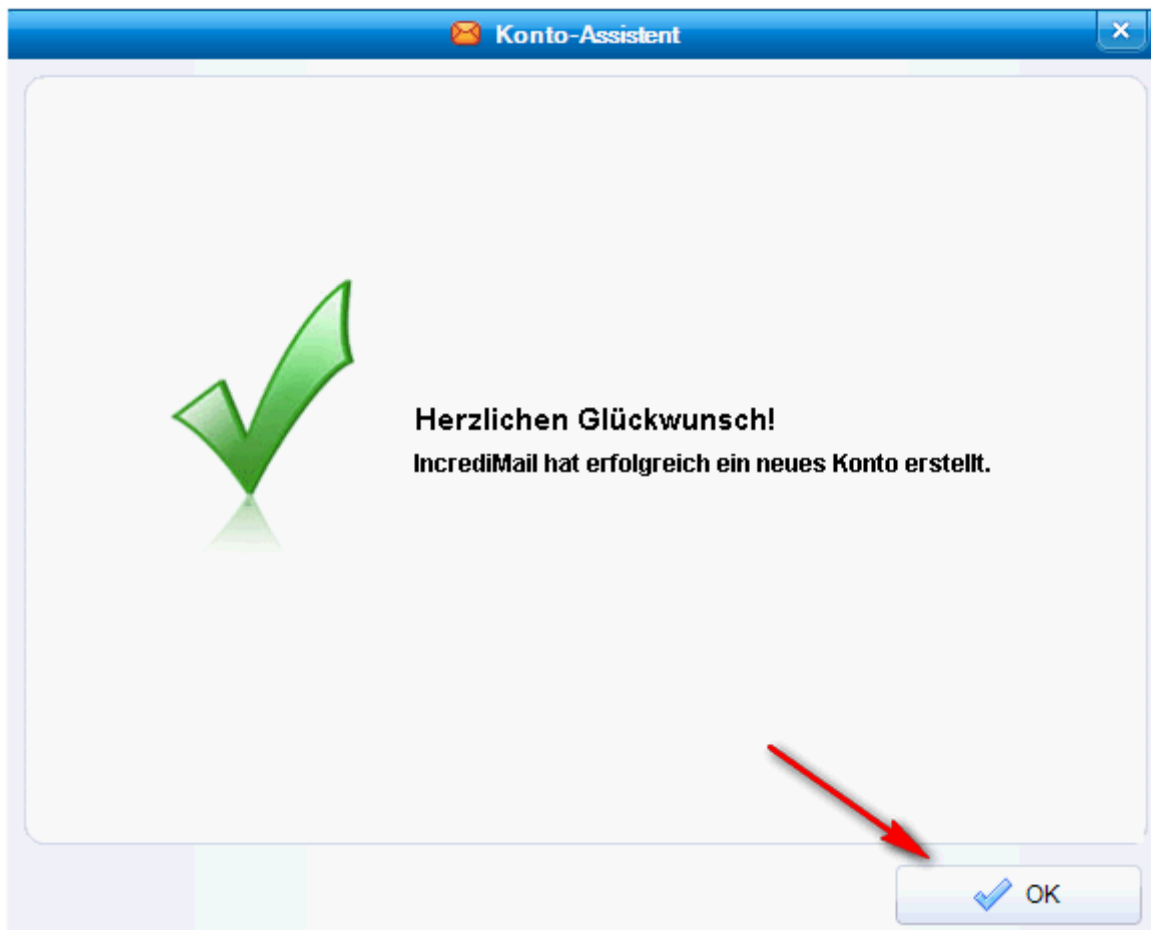 Konto-Assistent
Herzlichen Glückwunsch!
IncrediMail hat erfolgreich ein neues Konto erstellt.
OK